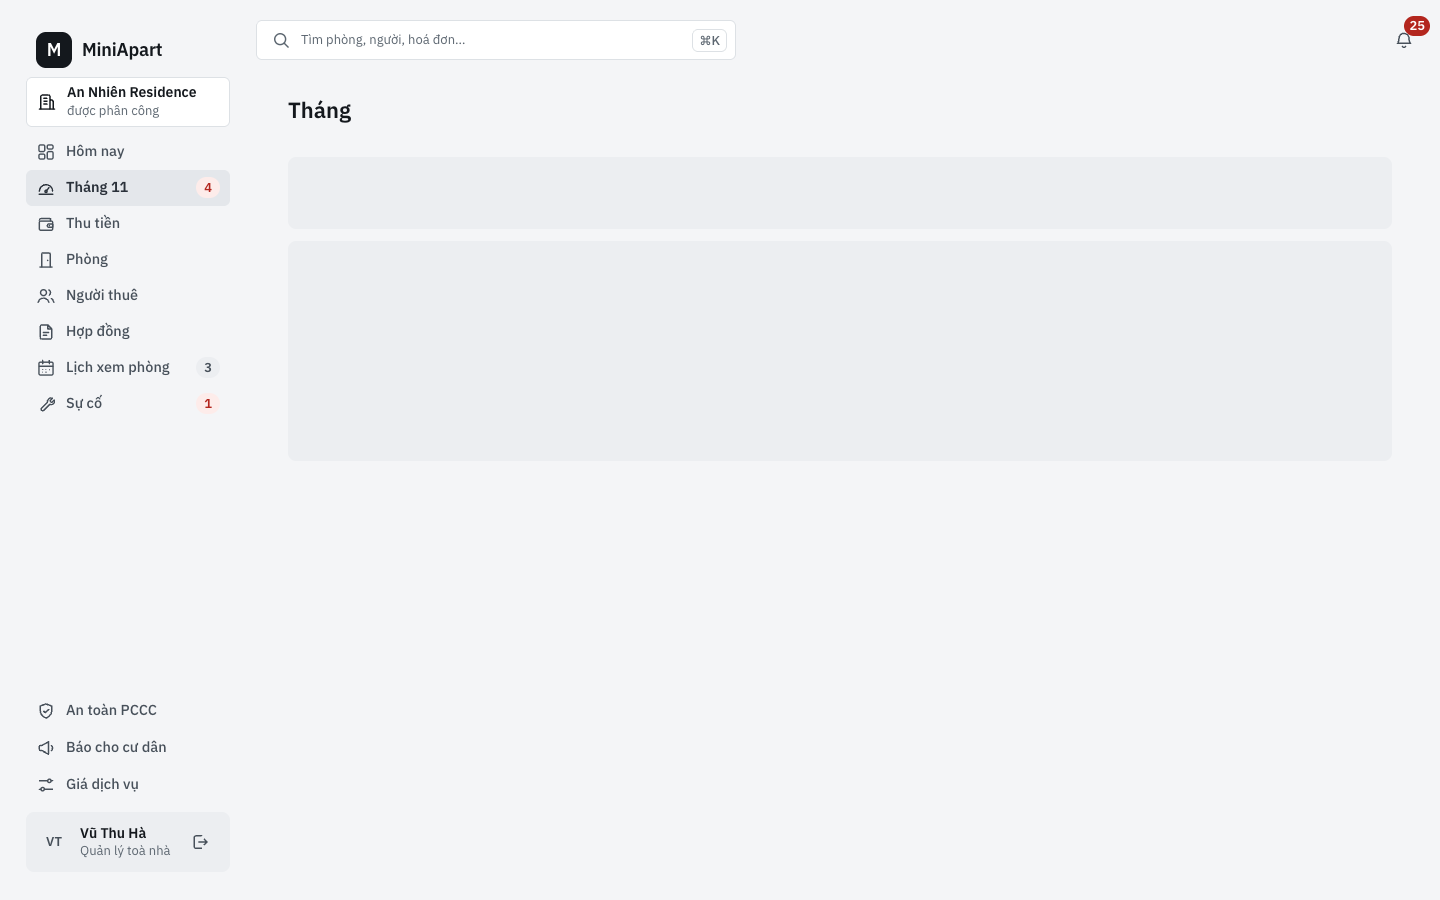 M MiniApart
An Nhiên Residence
được phân công
Hôm nay
Tháng 11 4
Thu tiền
Phòng
Người thuê
Hợp đồng
Lịch xem phòng 3
Sự cố 1
An toàn PCCC
Báo cho cư dân
Giá dịch vụ
VT Vũ Thu Hà
Quản lý toà nhà
Tìm phòng, người, hoá đơn... ⌘K
25
Tháng